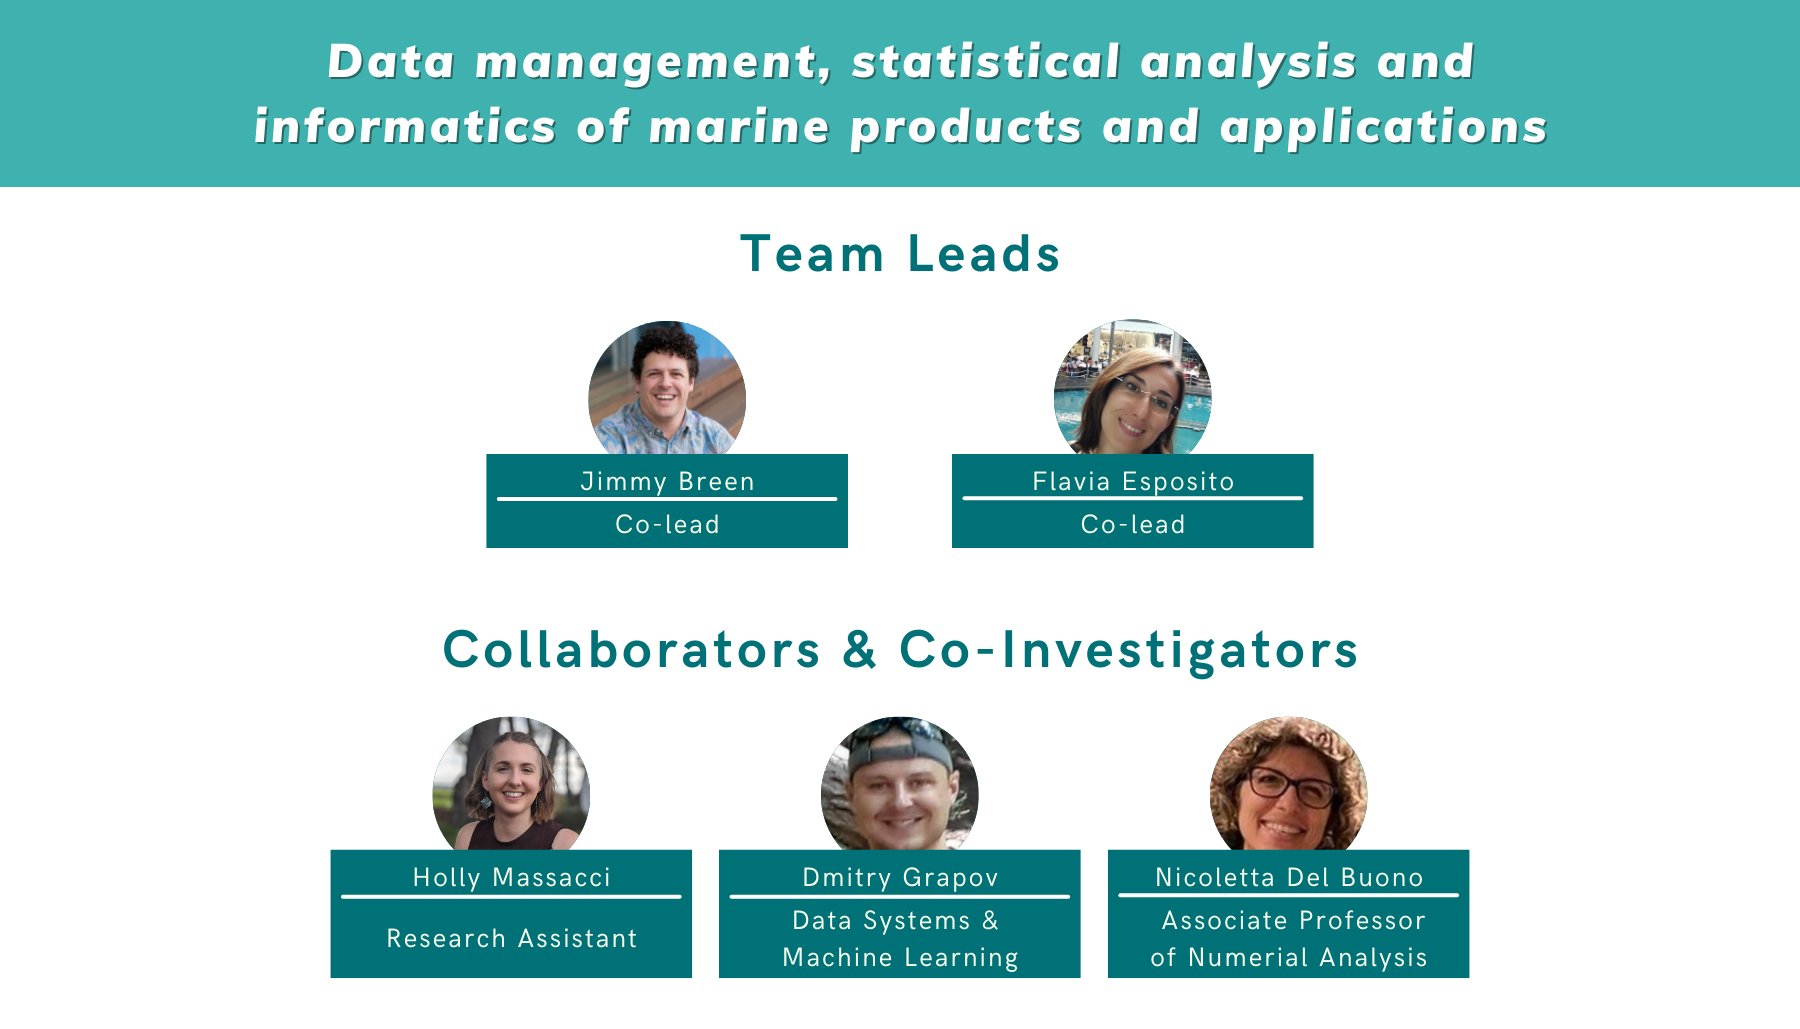 Data management, statistical analysis and
informatics of marine products and applications
Team Leads
Jimmy Breen
Co-lead
Flavia Esposito
Co-lead
Collaborators & Co-Investigators
Holly Massacci
Research Assistant
Dmitry Grapov
Data Systems &
Machine Learning
Nicoletta Del Buono
Associate Professor
of Numerial Analysis